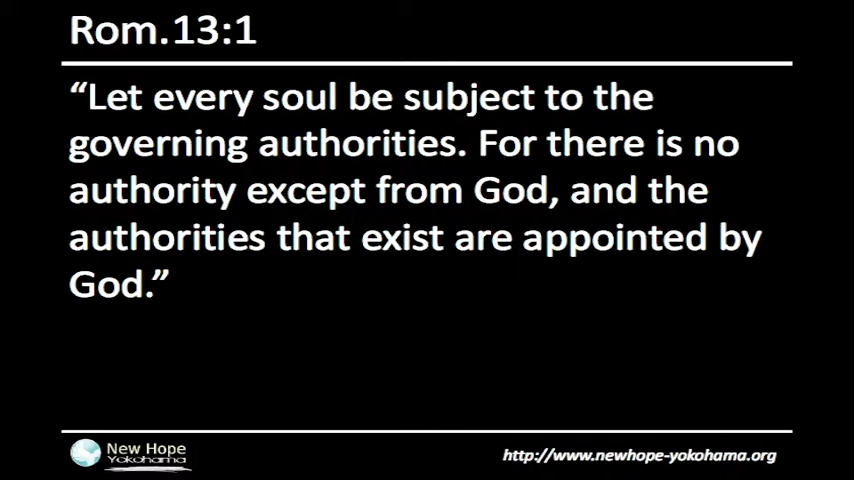 Rom.13:1
“Let every soul be subject to the
governing authorities. For there is no
authority except from God, and the
authorities that exist are appointed by
God.”
New Hope
Yokohama
http://www.newhope-yokohama.org